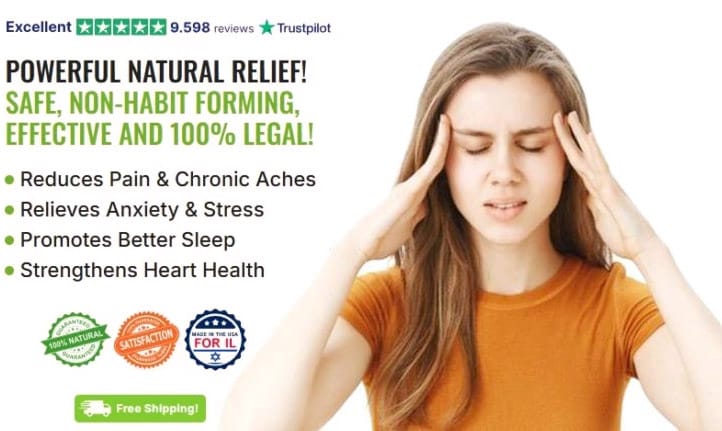 Excellent 9.598 reviews Trustpilot
POWERFUL NATURAL RELIEF!
SAFE, NON-HABIT FORMING,
EFFECTIVE AND 100% LEGAL!
Reduces Pain & Chronic Aches
Relieves Anxiety & Stress
Promotes Better Sleep
Strengthens Heart Health
GUARANTEED
100% NATURAL
GUARANTEED
SATISFACTION
MADE IN THE USA
FOR IL
Free Shipping!